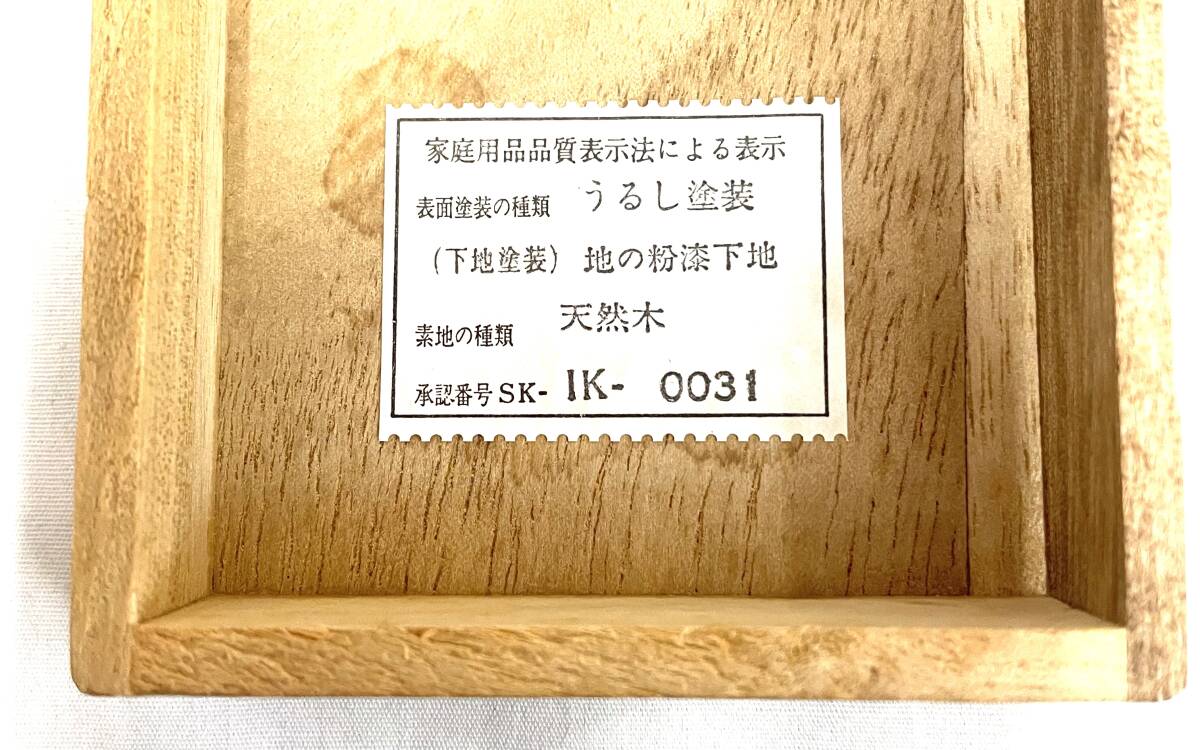 家庭用品品質表示法による表示
表面塗装の種類 うるし塗装
(下地塗装) 地の粉漆下地
素地の種類 天然木
承認番号 SK- IK- 0031